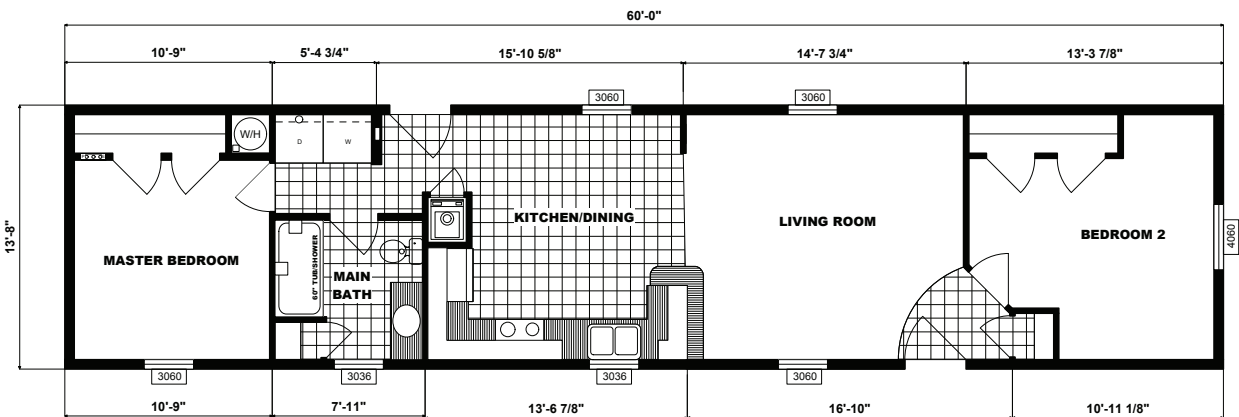 60'-0"
10'-9"
5'-4 3/4"
15'-10 5/8"
14'-7 3/4"
13'-3 7/8"
3060
3060
W/H
D
W
13'-8"
KITCHEN/DINING
LIVING ROOM
BEDROOM 2
4060
MASTER BEDROOM
60" TUB/SHOWER
MAIN
BATH
3060
3036
3036
3060
10'-9"
7'-11"
13'-6 7/8"
16'-10"
10'-11 1/8"